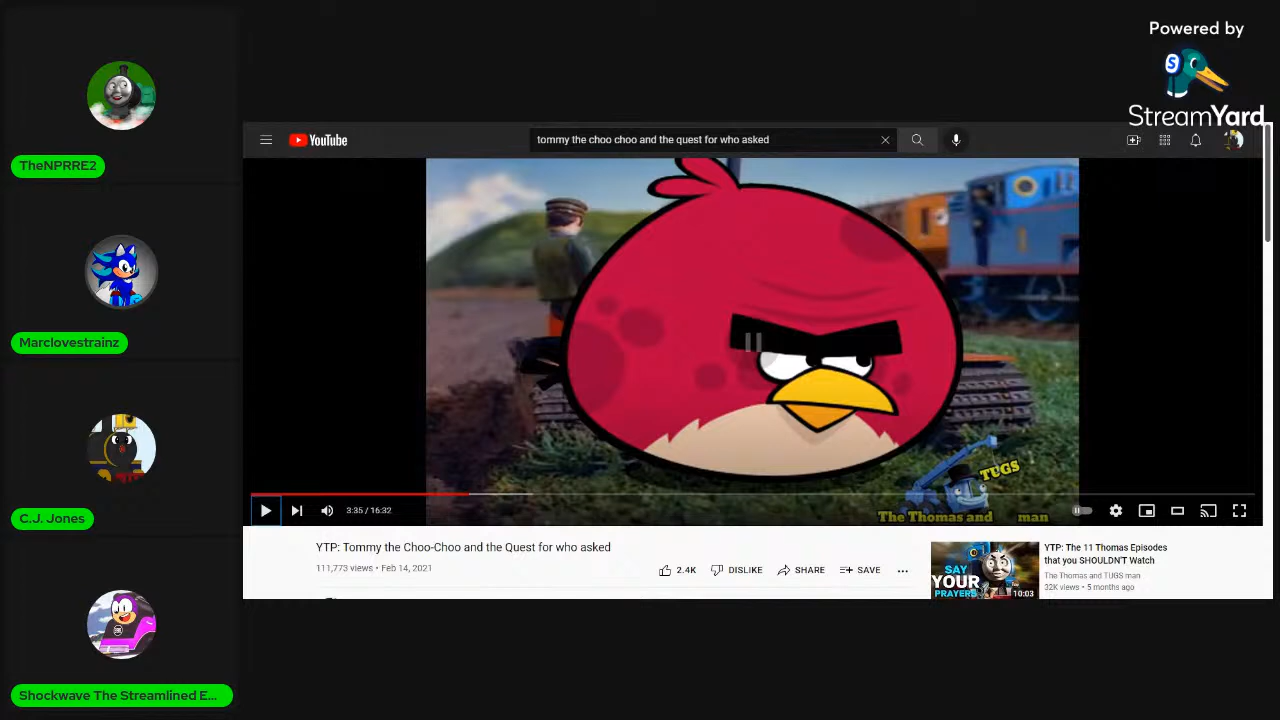 Powered by
StreamYard
TheNPRRE2
Marclovestrainz
C.J. Jones
Shockwave The Streamlined E...
YouTube
tommy the choo choo and the quest for who asked
TUGS
The Thomas and man
3:35 / 16:32
YTP: Tommy the Choo-Choo and the Quest for who asked
111,773 views • Feb 14, 2021
2.4K
DISLIKE
SHARE
SAVE
SAY
YOUR
PRAYERS
10:03
YTP: The 11 Thomas Episodes
that you SHOULDN'T Watch
The Thomas and TUGS man
32K views • 5 months ago